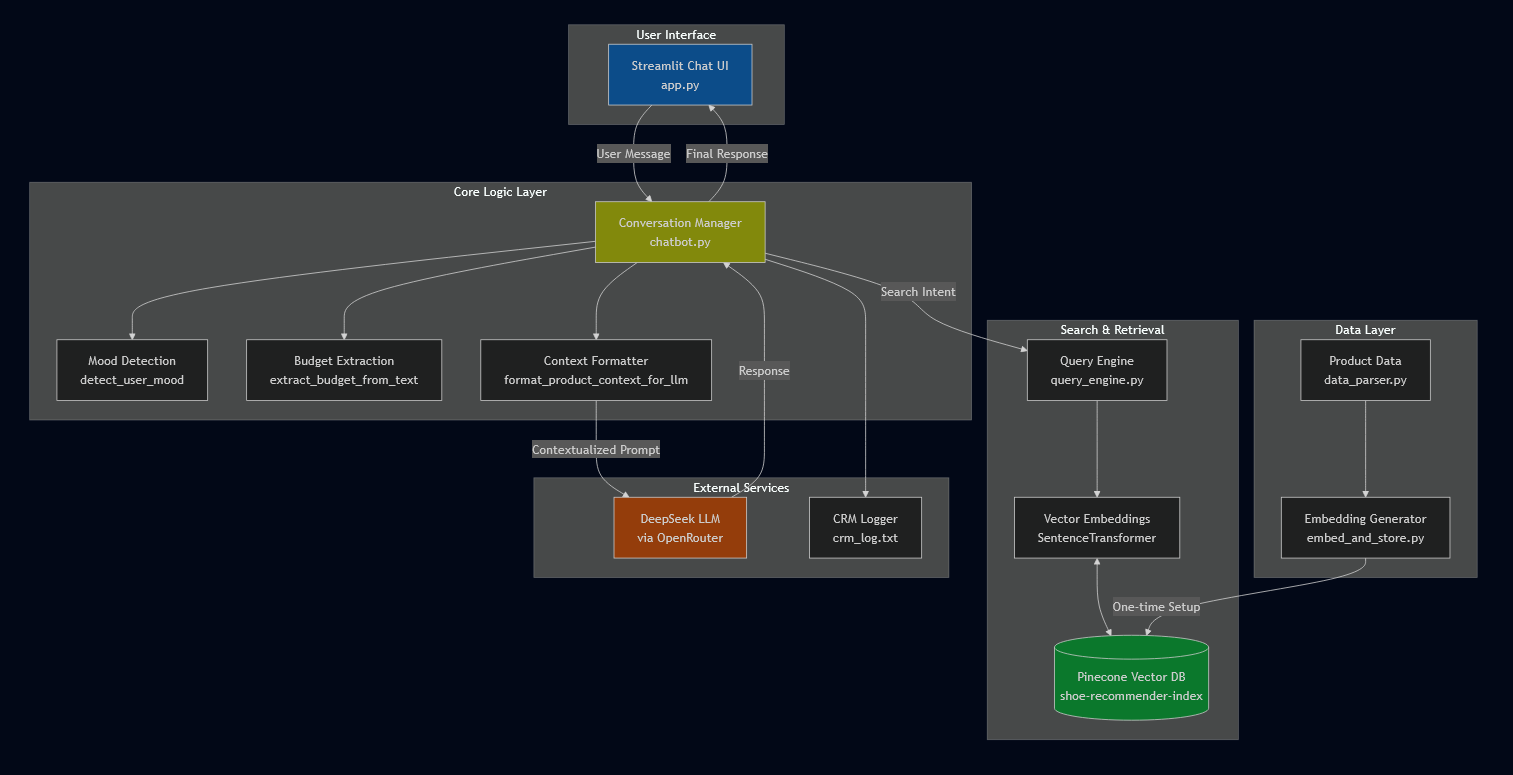 User Interface
Streamlit Chat UI
app.py
User Message
Final Response
Core Logic Layer
Conversation Manager
chatbot.py
Search Intent
Mood Detection
detect_user_mood
Budget Extraction
extract_budget_from_text
Context Formatter
format_product_context_for_llm
Response
Search & Retrieval
Query Engine
query_engine.py
Data Layer
Product Data
data_parser.py
Contextualized Prompt
External Services
DeepSeek LLM
via OpenRouter
CRM Logger
crm_log.txt
Vector Embeddings
SentenceTransformer
Embedding Generator
embed_and_store.py
One-time Setup
Pinecone Vector DB
shoe-recommender-index